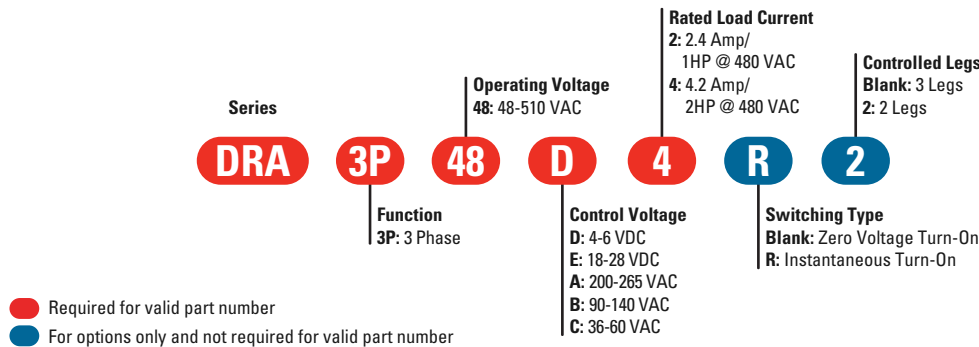 Rated Load Current
2: 2.4 Amp/
1HP @ 480 VAC
4: 4.2 Amp/
2HP @ 480 VAC
Controlled Legs
Blank: 3 Legs
2: 2 Legs
Operating Voltage
48: 48-510 VAC
Series
DRA 3P 48 D 4 R 2
Function
3P: 3 Phase
Control Voltage
D: 4-6 VDC
E: 18-28 VDC
A: 200-265 VAC
B: 90-140 VAC
C: 36-60 VAC
Switching Type
Blank: Zero Voltage Turn-On
R: Instantaneous Turn-On
Required for valid part number
For options only and not required for valid part number